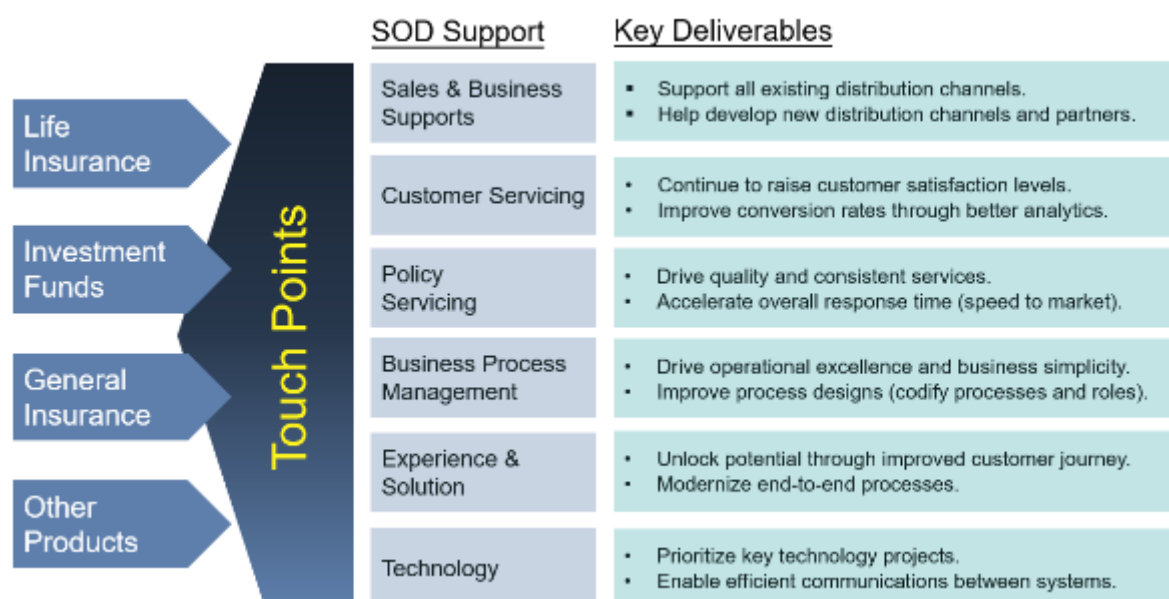 SOD Support
Key Deliverables
Life
Insurance
Investment
Funds
General
Insurance
Other
Products
Touch Points
Sales & Business
Supports
▪ Support all existing distribution channels.
▪ Help develop new distribution channels and partners.
Customer Servicing
• Continue to raise customer satisfaction levels.
• Improve conversion rates through better analytics.
Policy
Servicing
• Drive quality and consistent services.
• Accelerate overall response time (speed to market).
Business Process
Management
• Drive operational excellence and business simplicity.
• Improve process designs (codify processes and roles).
Experience &
Solution
• Unlock potential through improved customer journey.
• Modernize end-to-end processes.
Technology
• Prioritize key technology projects.
• Enable efficient communications between systems.